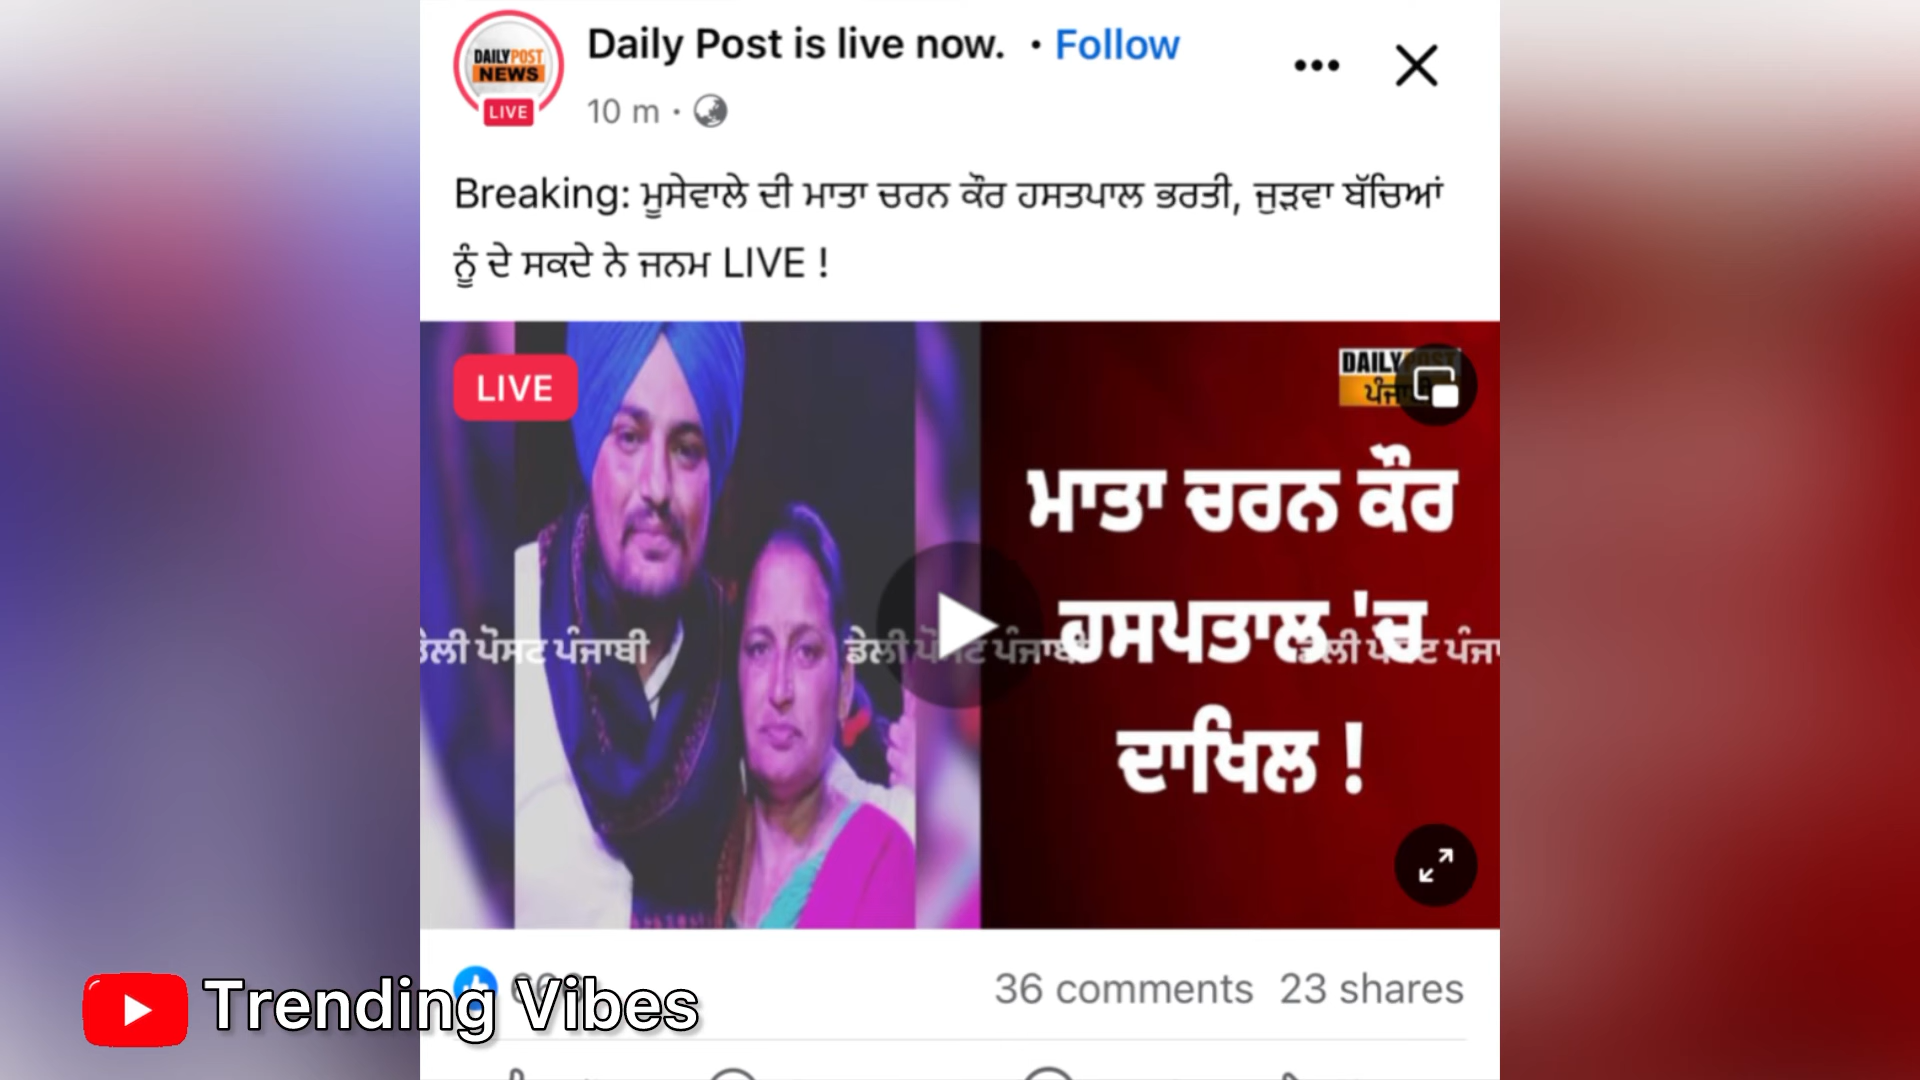 DAILY POST
NEWS
LIVE
Daily Post is live now. · Follow
10 m ·
Breaking: ਮੂਸੇਵਾਲੇ ਦੀ ਮਾਤਾ ਚਰਨ ਕੌਰ ਹਸਤਪਾਲ ਭਰਤੀ, ਜੁੜਵਾ ਬੱਚਿਆਂ
ਨੂੰ ਦੇ ਸਕਦੇ ਨੇ ਜਨਮ LIVE !
LIVE
DAILY POST
ਮਾਤਾ ਚਰਨ ਕੌਰ
ਹਸਪਤਾਲ 'ਚ
ਦਾਖਿਲ !
ਡੇਲੀ ਪੋਸਟ ਪੰਜਾਬੀ
36 comments 23 shares
Trending Vibes